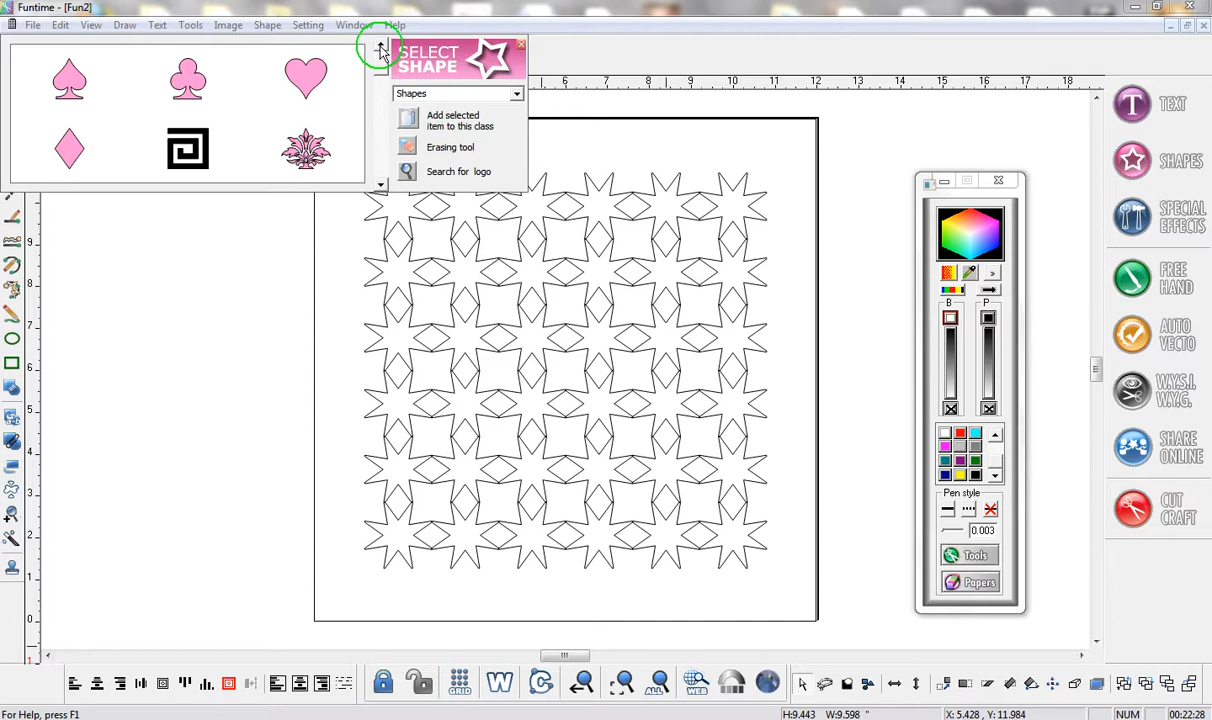 Funtime - [Fun2]
File Edit View Draw Text Tools Image Shape Setting Window Help
SELECT
SHAPE
Shapes
Add selected
item to this class
Erasing tool
Search for logo
6 7 8 9 10 11 12 13 14 15 16 17 18
9
8
7
6
5
4
3
2
1
0
1
B P
Pen style
0.003
Tools
Papers
TEXT
SHAPES
SPECIAL
EFFECTS
FREE
HAND
AUTO
VECTO
W.Y.S.I.
W.Y.G.
SHARE
ONLINE
CUT
CRAFT
GRID W ALL WEB
For Help, press F1
H:9.443 W:9.598 " X: 5.428, Y: 11.984 NUM 00:22:28